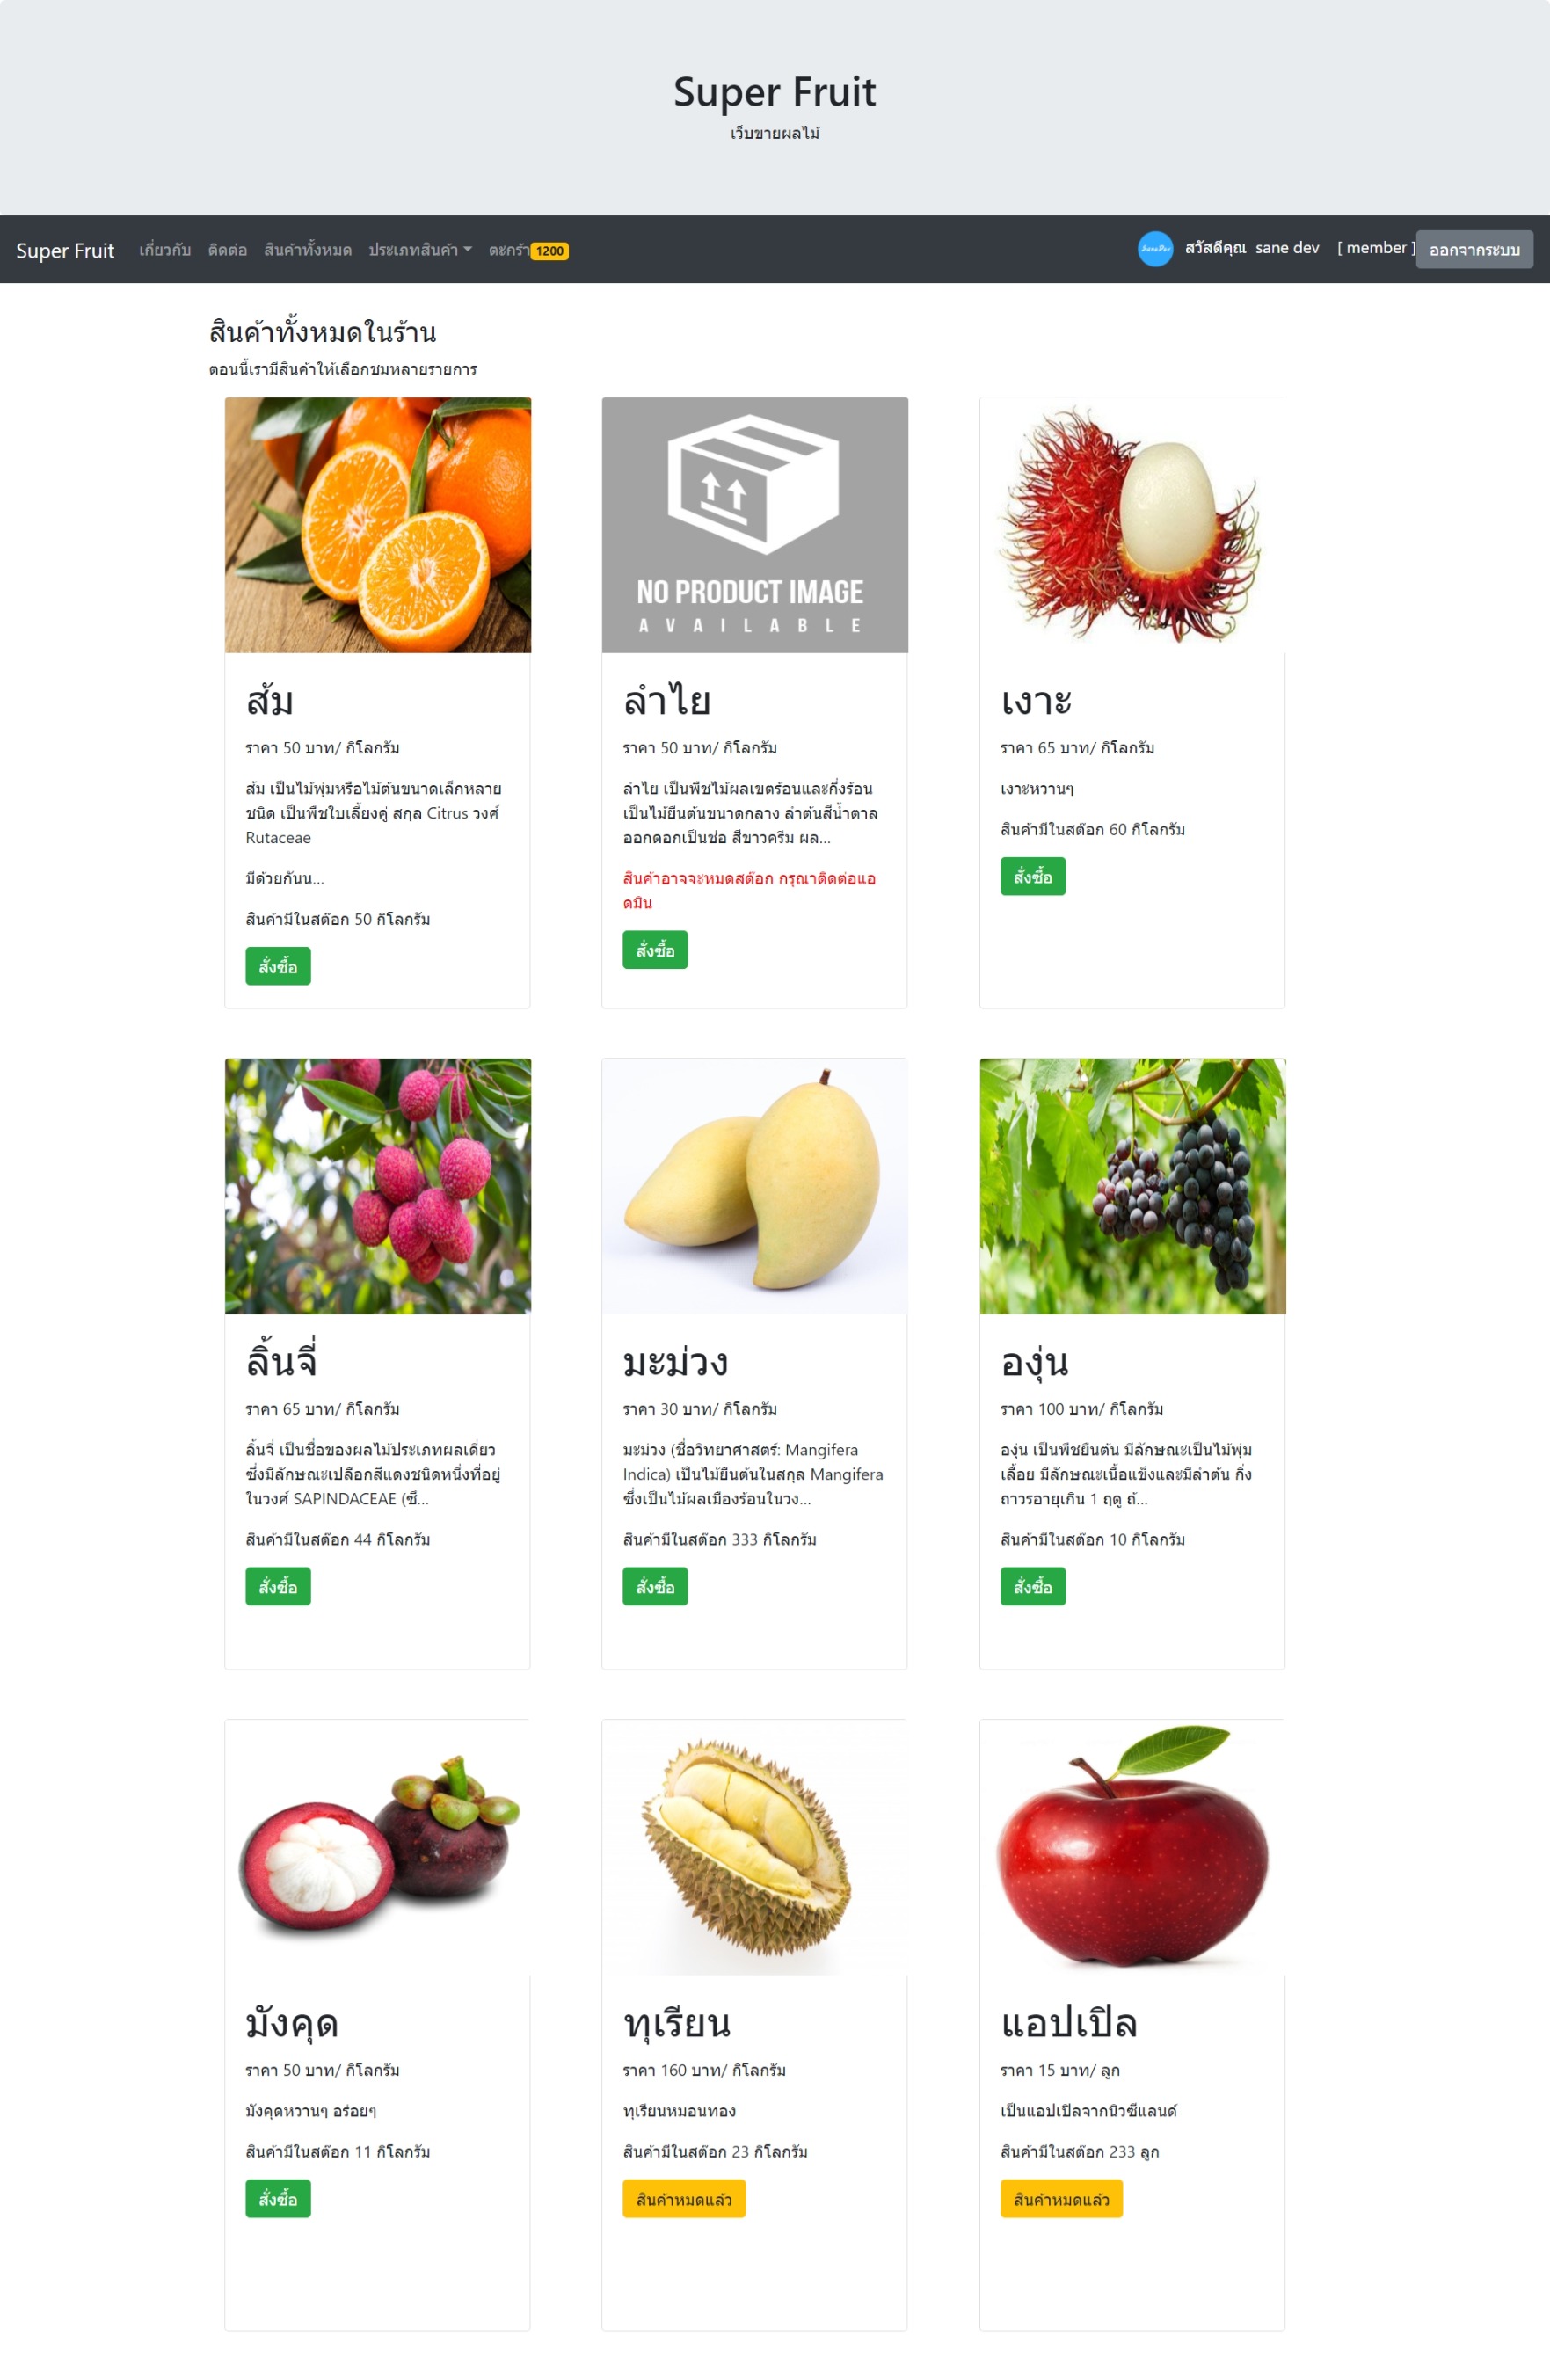 Super Fruit
เว็บขายผลไม้
Super Fruit เกี่ยวกับ ติดต่อ สินค้าทั้งหมด ประเภทสินค้า ตะกร้า 1200 SaneDev สวัสดีคุณ sane dev [ member ] ออกจากระบบ
สินค้าทั้งหมดในร้าน
ตอนนี้เรามีสินค้าให้เลือกชมหลายรายการ
ส้ม
ราคา 50 บาท/ กิโลกรัม
ส้ม เป็นไม้พุ่มหรือไม้ต้นขนาดเล็กหลาย
ชนิด เป็นพืชใบเลี้ยงคู่ สกุล Citrus วงศ์
Rutaceae
มีด้วยกันน...
สินค้ามีในสต๊อก 50 กิโลกรัม
สั่งซื้อ
NO PRODUCT IMAGE
AVAILABLE
ลำไย
ราคา 50 บาท/ กิโลกรัม
ลำไย เป็นพืชไม้ผลเขตร้อนและกึ่งร้อน
เป็นไม้ยืนต้นขนาดกลาง ลำต้นสีน้ำตาล
ออกดอกเป็นช่อ สีขาวครีม ผล...
สินค้าอาจจะหมดสต๊อก กรุณาติดต่อแอ
ดมิน
สั่งซื้อ
เงาะ
ราคา 65 บาท/ กิโลกรัม
เงาะหวานๆ
สินค้ามีในสต๊อก 60 กิโลกรัม
สั่งซื้อ
ลิ้นจี่
ราคา 65 บาท/ กิโลกรัม
ลิ้นจี่ เป็นชื่อของผลไม้ประเภทผลเดี่ยว
ซึ่งมีลักษณะเปลือกสีแดงชนิดหนึ่งที่อยู่
ในวงศ์ SAPINDACEAE (ซึ...
สินค้ามีในสต๊อก 44 กิโลกรัม
สั่งซื้อ
มะม่วง
ราคา 30 บาท/ กิโลกรัม
มะม่วง (ชื่อวิทยาศาสตร์: Mangifera
Indica) เป็นไม้ยืนต้นในสกุล Mangifera
ซึ่งเป็นไม้ผลเมืองร้อนในวง...
สินค้ามีในสต๊อก 333 กิโลกรัม
สั่งซื้อ
องุ่น
ราคา 100 บาท/ กิโลกรัม
องุ่น เป็นพืชยืนต้น มีลักษณะเป็นไม้พุ่ม
เลื้อย มีลักษณะเนื้อแข็งและมีลำต้น กิ่ง
ถาวรอายุเกิน 1 ฤดู ถ้...
สินค้ามีในสต๊อก 10 กิโลกรัม
สั่งซื้อ
มังคุด
ราคา 50 บาท/ กิโลกรัม
มังคุดหวานๆ อร่อยๆ
สินค้ามีในสต๊อก 11 กิโลกรัม
สั่งซื้อ
ทุเรียน
ราคา 160 บาท/ กิโลกรัม
ทุเรียนหมอนทอง
สินค้ามีในสต๊อก 23 กิโลกรัม
สินค้าหมดแล้ว
แอปเปิล
ราคา 15 บาท/ ลูก
เป็นแอปเปิลจากนิวซีแลนด์
สินค้ามีในสต๊อก 233 ลูก
สินค้าหมดแล้ว